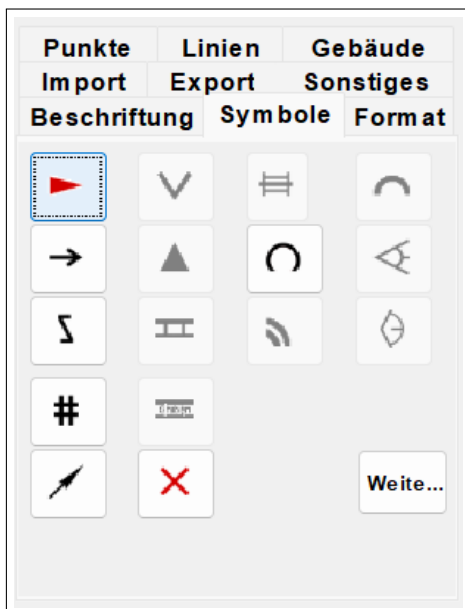 Punkte Linien Gebäude
Import Export Sonstiges
Beschriftung Symbole Format
Weite...